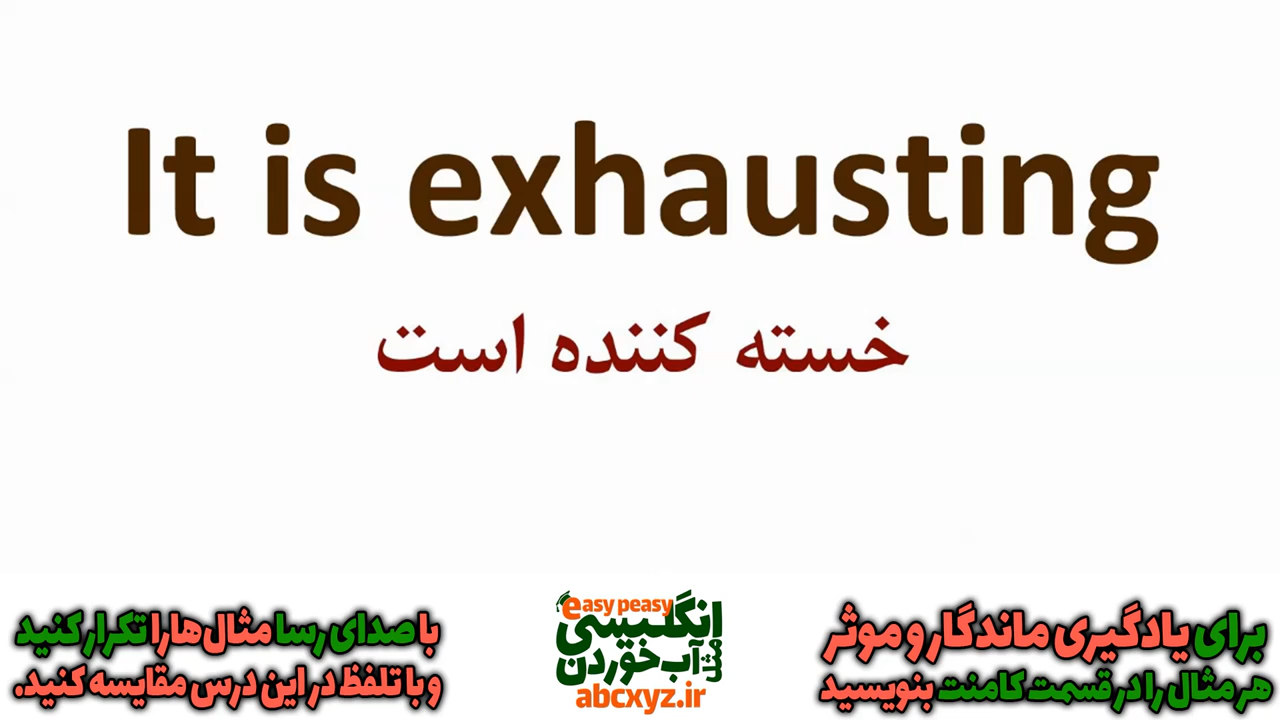 It is exhausting
خسته کننده است
برای یادگیری ماندگار و موثر
هر مثال را در قسمت کامنت بنویسید
easy peasy
انگلیسی
مثل آب خوردن
abcxyz.ir
با صدای رسا مثال‌ها را تکرار کنید
و با تلفظ در این درس مقایسه کنید.